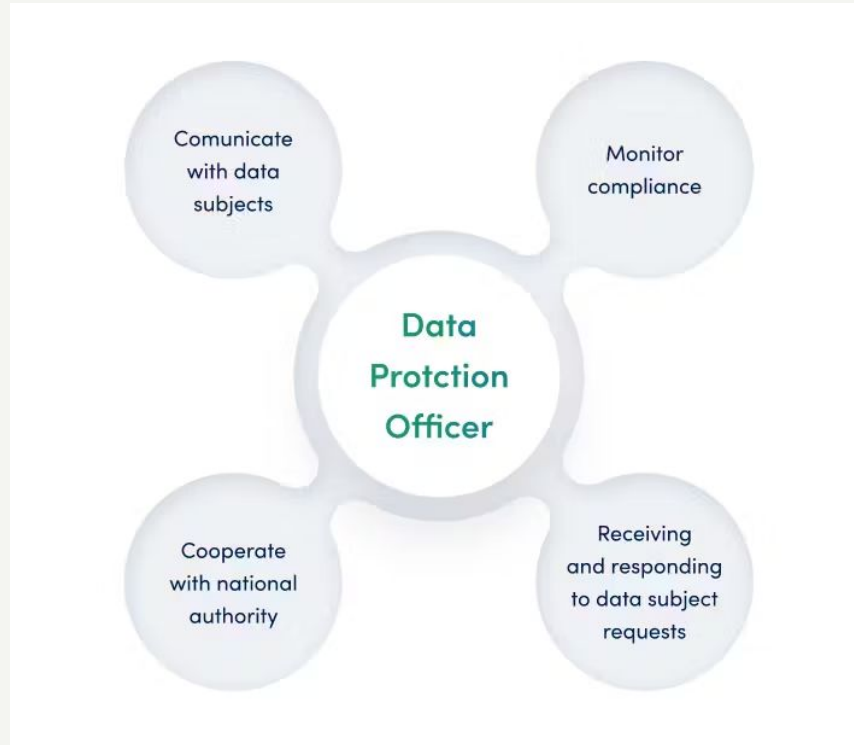 Comunicate
with data
subjects
Monitor
compliance
Data
Protction
Officer
Cooperate
with national
authority
Receiving
and responding
to data subject
requests